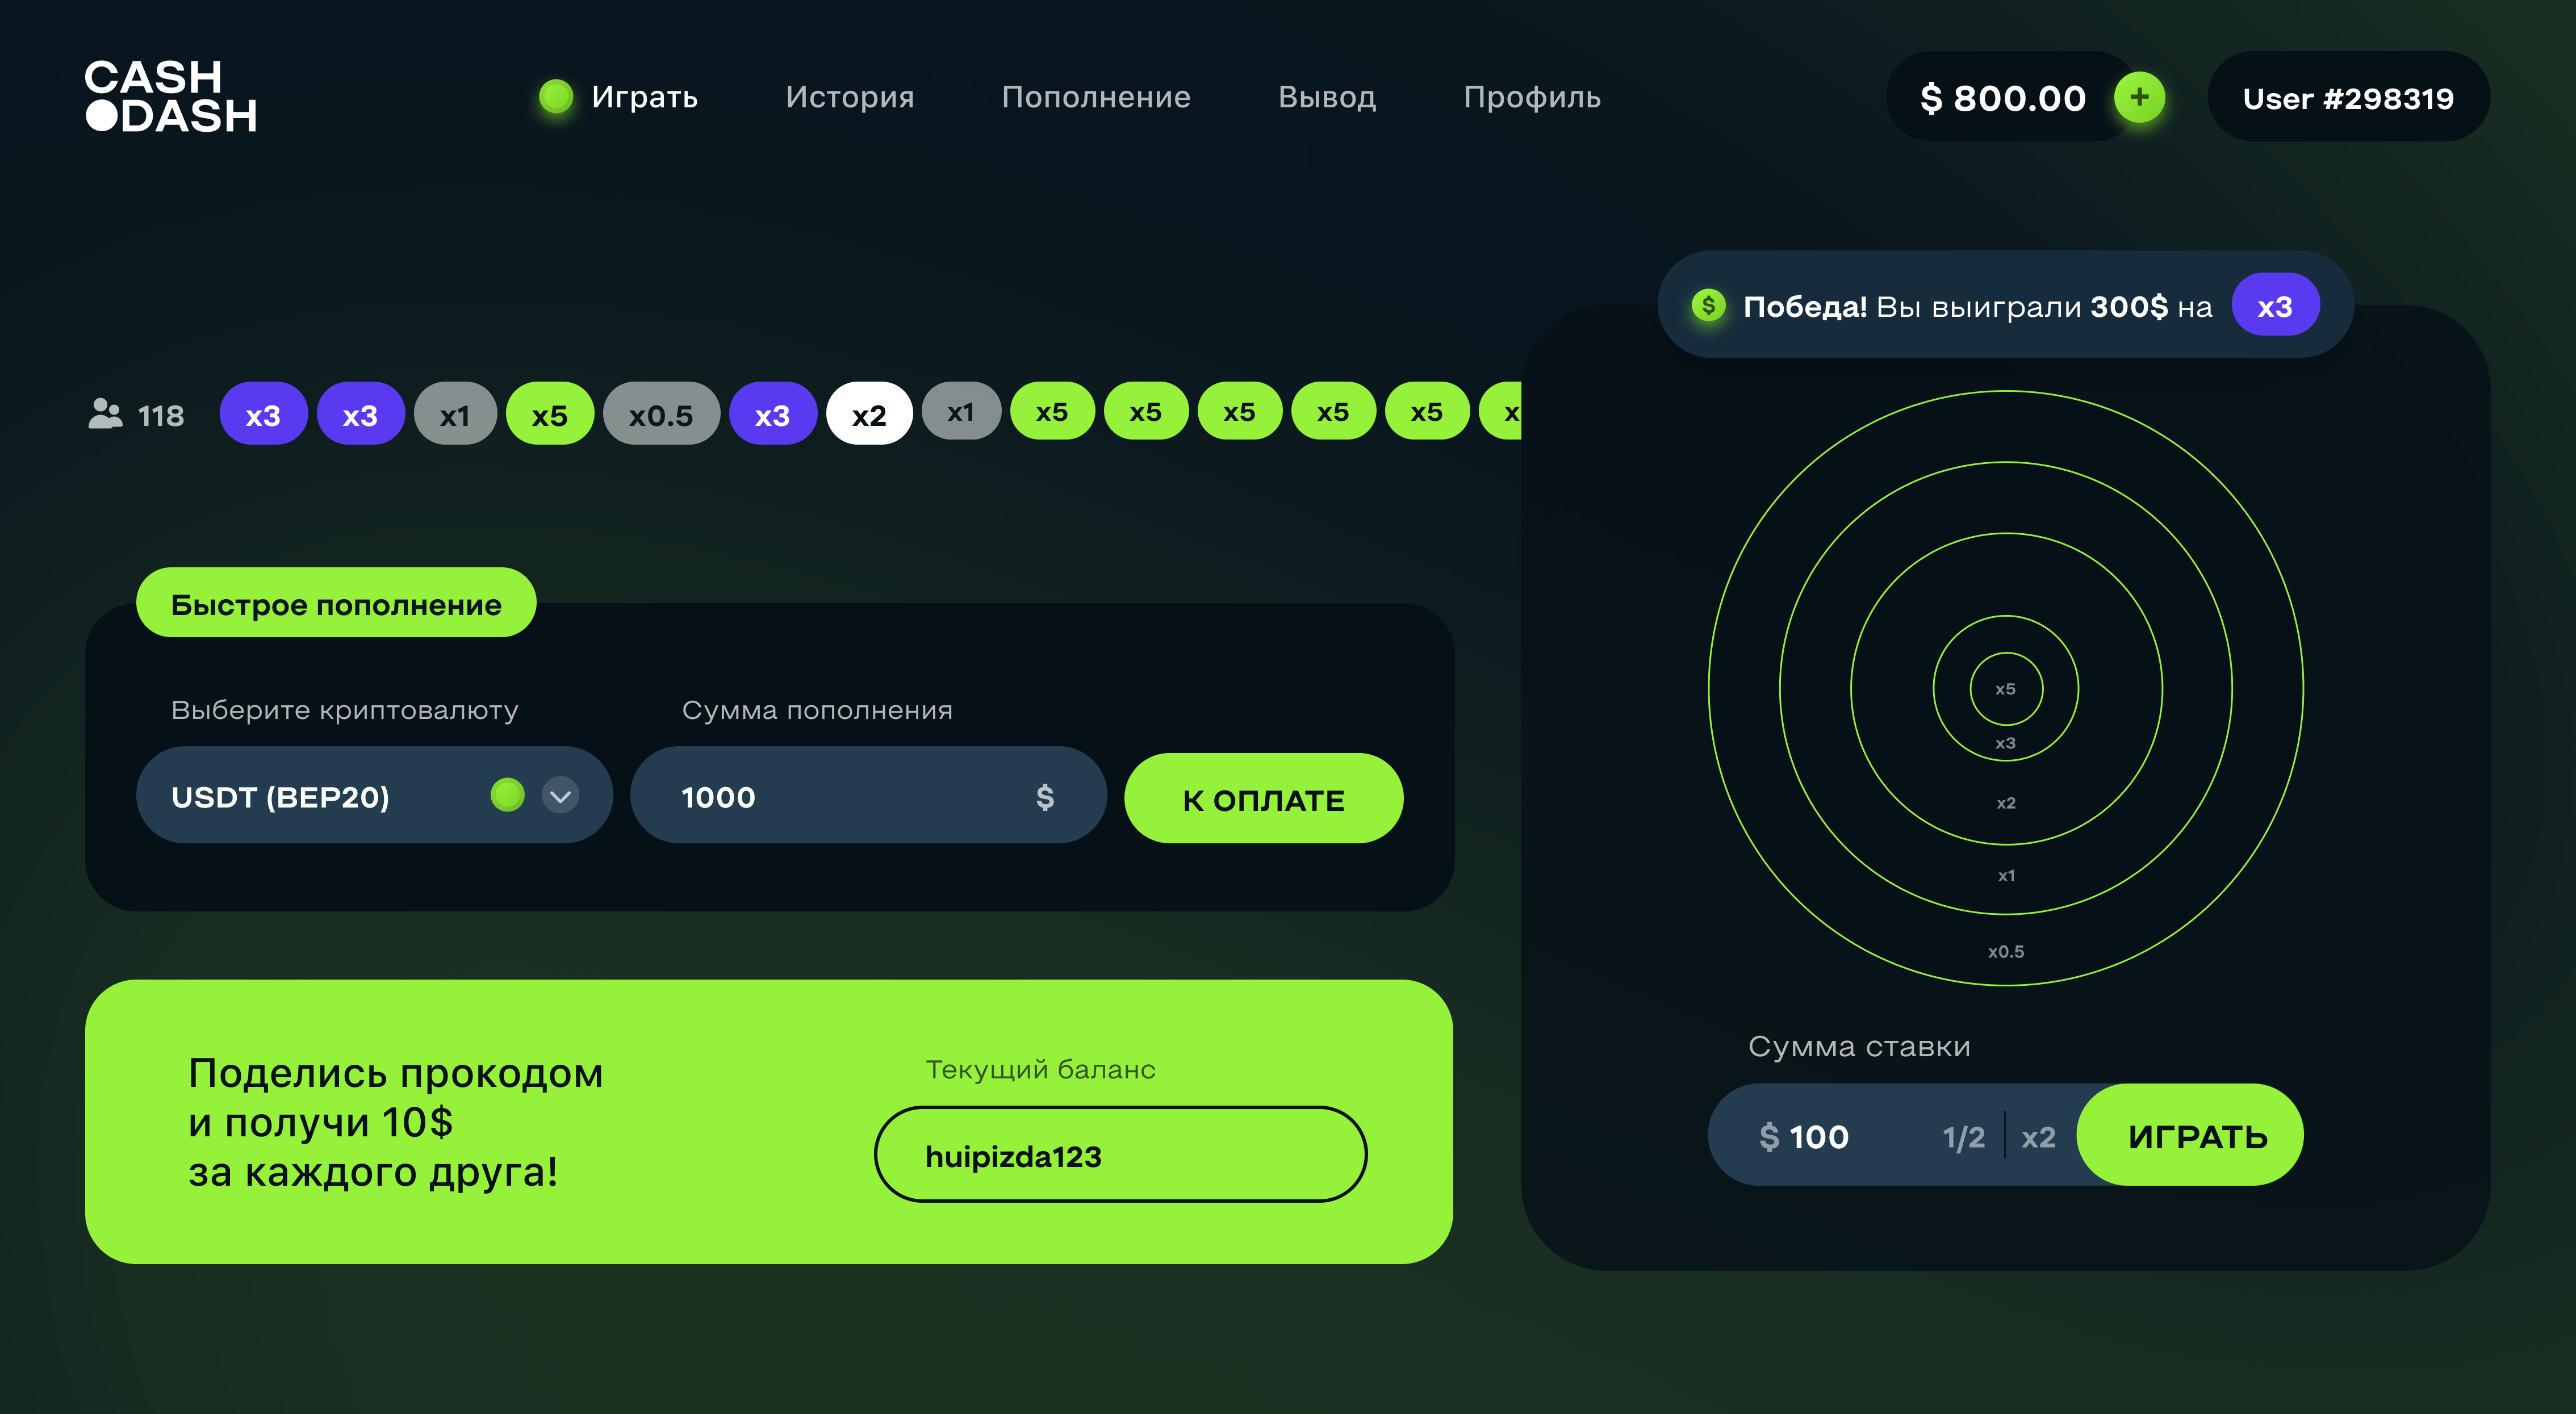 CASH
DASH
Играть
История
Пополнение
Вывод
Профиль
$ 800.00
+
User #298319
$ Победа! Вы выиграли 300$ на x3
118
x3
x3
x1
x5
x0.5
x3
x2
x1
x5
x5
x5
x5
x5
x
Быстрое пополнение
Выберите криптовалюту
Сумма пополнения
USDT (BEP20)
1000
$
К ОПЛАТЕ
Поделись прокодом
и получи 10$
за каждого друга!
Текущий баланс
huipizda123
x5
x3
x2
x1
x0.5
Сумма ставки
$ 100
1/2
x2
ИГРАТЬ